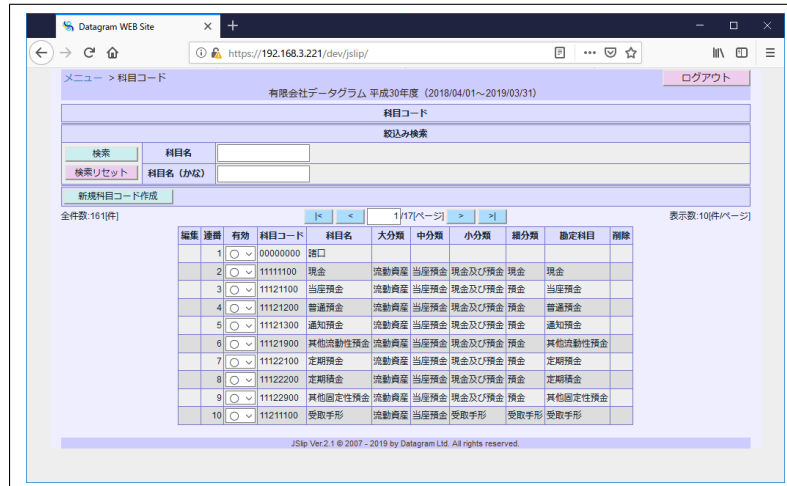 Datagram WEB Site
https://192.168.3.221/dev/jslip/
メニュー > 科目コード
ログアウト
有限会社データグラム 平成30年度（2018/04/01～2019/03/31）
科目コード
絞込み検索
検索 科目名
検索リセット 科目名（かな）
新規科目コード作成
全件数:161[件] |< < 1/17[ページ] > >| 表示数:10[件/ページ]
編集 連番 有効 科目コード 科目名 大分類 中分類 小分類 細分類 勘定科目 削除
1 ○ 00000000 諸口
2 ○ 11111100 現金 流動資産 当座預金 現金及び預金 現金 現金
3 ○ 11121100 当座預金 流動資産 当座預金 現金及び預金 預金 当座預金
4 ○ 11121200 普通預金 流動資産 当座預金 現金及び預金 預金 普通預金
5 ○ 11121300 通知預金 流動資産 当座預金 現金及び預金 預金 通知預金
6 ○ 11121900 其他流動性預金 流動資産 当座預金 現金及び預金 預金 其他流動性預金
7 ○ 11122100 定期預金 流動資産 当座預金 現金及び預金 預金 定期預金
8 ○ 11122200 定期積金 流動資産 当座預金 現金及び預金 預金 定期積金
9 ○ 11122900 其他固定性預金 流動資産 当座預金 現金及び預金 預金 其他固定性預金
10 ○ 11211100 受取手形 流動資産 当座預金 受取手形 受取手形 受取手形
JSlip Ver.2.1 © 2007 - 2019 by Datagram Ltd. All rights reserved.